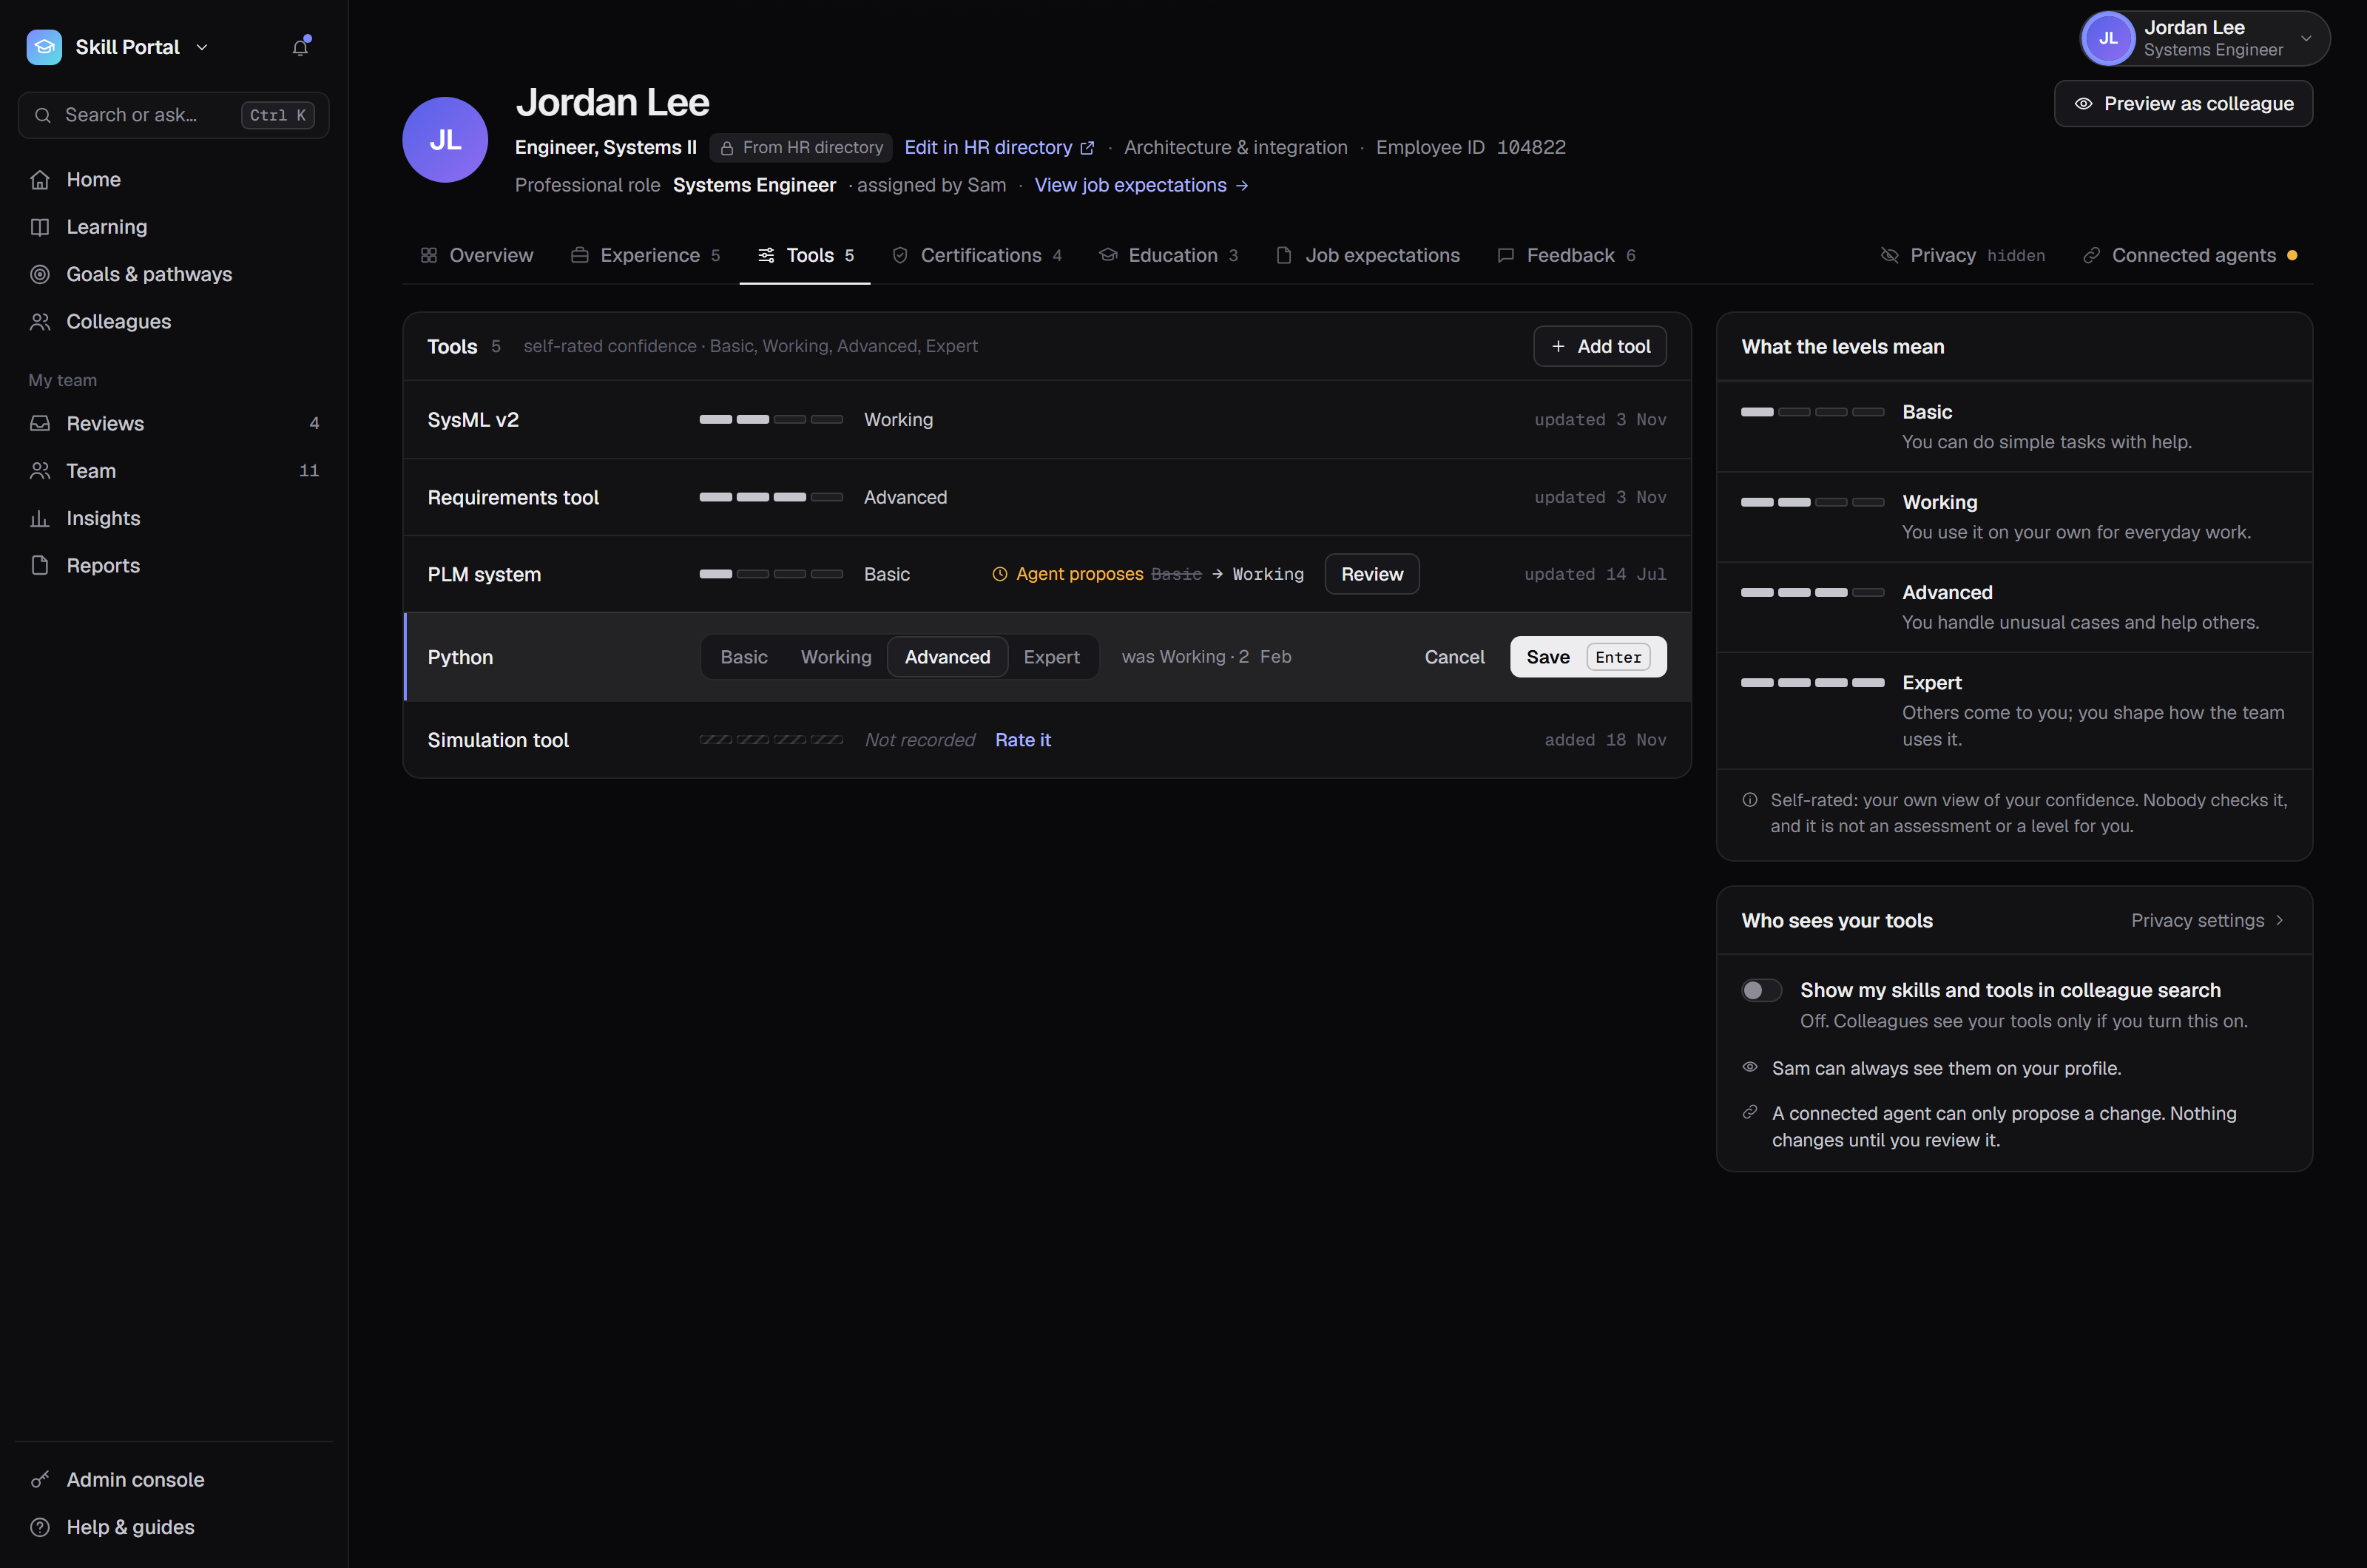 Skill Portal
Search or ask... Ctrl K
Home
Learning
Goals & pathways
Colleagues
My team
Reviews 4
Team 11
Insights
Reports
Admin console
Help & guides
JL Jordan Lee
Systems Engineer
Preview as colleague
JL
Jordan Lee
Engineer, Systems II From HR directory Edit in HR directory · Architecture & integration · Employee ID 104822
Professional role Systems Engineer · assigned by Sam · View job expectations →
Overview Experience 5 Tools 5 Certifications 4 Education 3 Job expectations Feedback 6 Privacy hidden Connected agents
Tools 5 self-rated confidence · Basic, Working, Advanced, Expert + Add tool
SysML v2 Working updated 3 Nov
Requirements tool Advanced updated 3 Nov
PLM system Basic Agent proposes Basic → Working Review updated 14 Jul
Python Basic Working Advanced Expert was Working · 2 Feb Cancel Save Enter
Simulation tool Not recorded Rate it added 18 Nov
What the levels mean
Basic
You can do simple tasks with help.
Working
You use it on your own for everyday work.
Advanced
You handle unusual cases and help others.
Expert
Others come to you; you shape how the team
uses it.
Self-rated: your own view of your confidence. Nobody checks it,
and it is not an assessment or a level for you.
Who sees your tools Privacy settings
Show my skills and tools in colleague search
Off. Colleagues see your tools only if you turn this on.
Sam can always see them on your profile.
A connected agent can only propose a change. Nothing
changes until you review it.